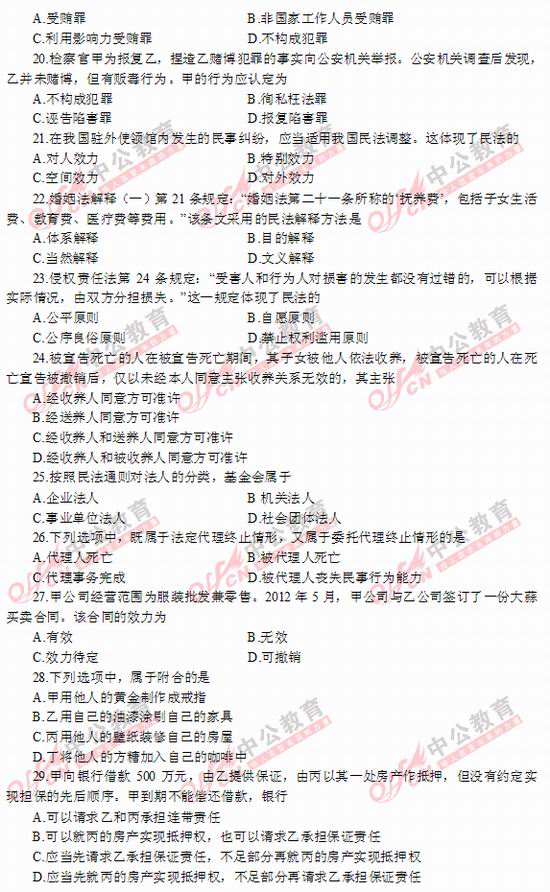 A.受贿罪 B.非国家工作人员受贿罪
C.利用影响力受贿罪 D.不构成犯罪
20.检察官甲为报复乙，捏造乙赌博犯罪的事实向公安机关举报。公安机关调查后发现，
乙并未赌博，但有贩毒行为。甲的行为应认定为
A.不构成犯罪 B.徇私枉法罪
C.诬告陷害罪 D.报复陷害罪
21.在我国驻外使领馆内发生的民事纠纷，应当适用我国民法调整。这体现了民法的
A.对人效力 B.特别效力
C.空间效力 D.对外效力
22.婚姻法解释（一）第 21 条规定：“婚姻法第二十一条所称的‘抚养费’，包括子女生活
费、教育费、医疗费等费用。”该条文采用的民法解释方法是
A.体系解释 B.目的解释
C.当然解释 D.文义解释
23.侵权责任法第 24 条规定：“受害人和行为人对损害的发生都没有过错的，可以根据
实际情况，由双方分担损失。”这一规定体现了民法的
A.公平原则 B.自愿原则
C.公序良俗原则 D.禁止权利滥用原则
24.被宣告死亡的人在被宣告死亡期间，其子女被他人依法收养，被宣告死亡的人在死
亡宣告被撤销后，仅以未经本人同意主张收养关系无效的，其主张
A.经收养人同意方可准许
B.经送养人同意方可准许
C.经收养人和送养人同意方可准许
D.经收养人和被收养人同意方可准许
25.按照民法通则对法人的分类，基金会属于
A.企业法人 B 机关法人
C.事业单位法人 D.社会团体法人
26.下列选项中，既属于法定代理终止情形，又属于委托代理终止情形的是
A.代理人死亡 B.被代理人死亡
C.代理事务完成 D.被代理人丧失民事行为能力
27.甲公司经营范围为服装批发兼零售。2012 年 5 月，甲公司与乙公司签订了一份大蒜
买卖合同。该合同的效力为
A.有效 B.无效
C.效力待定 D.可撤销
28.下列选项中，属于附合的是
A.甲用他人的黄金制作成戒指
B.乙用自己的油漆涂刷自己的家具
C.丙用他人的壁纸装修自己的房屋
D.丁将他人的方糖加入自己的咖啡中
29.甲向银行借款 500 万元，由乙提供保证，由丙以其一处房产作抵押，但没有约定实
现担保的先后顺序。甲到期不能偿还借款，银行
A.可以请求乙和丙承担连带责任
B.可以就丙的房产实现抵押权，也可以请求乙承担保证责任
C.应当先请求乙承担保证责任，不足部分再就丙的房产实现抵押权
D.应当先就丙的房产实现抵押权，不足部分再请求乙承担保证责任